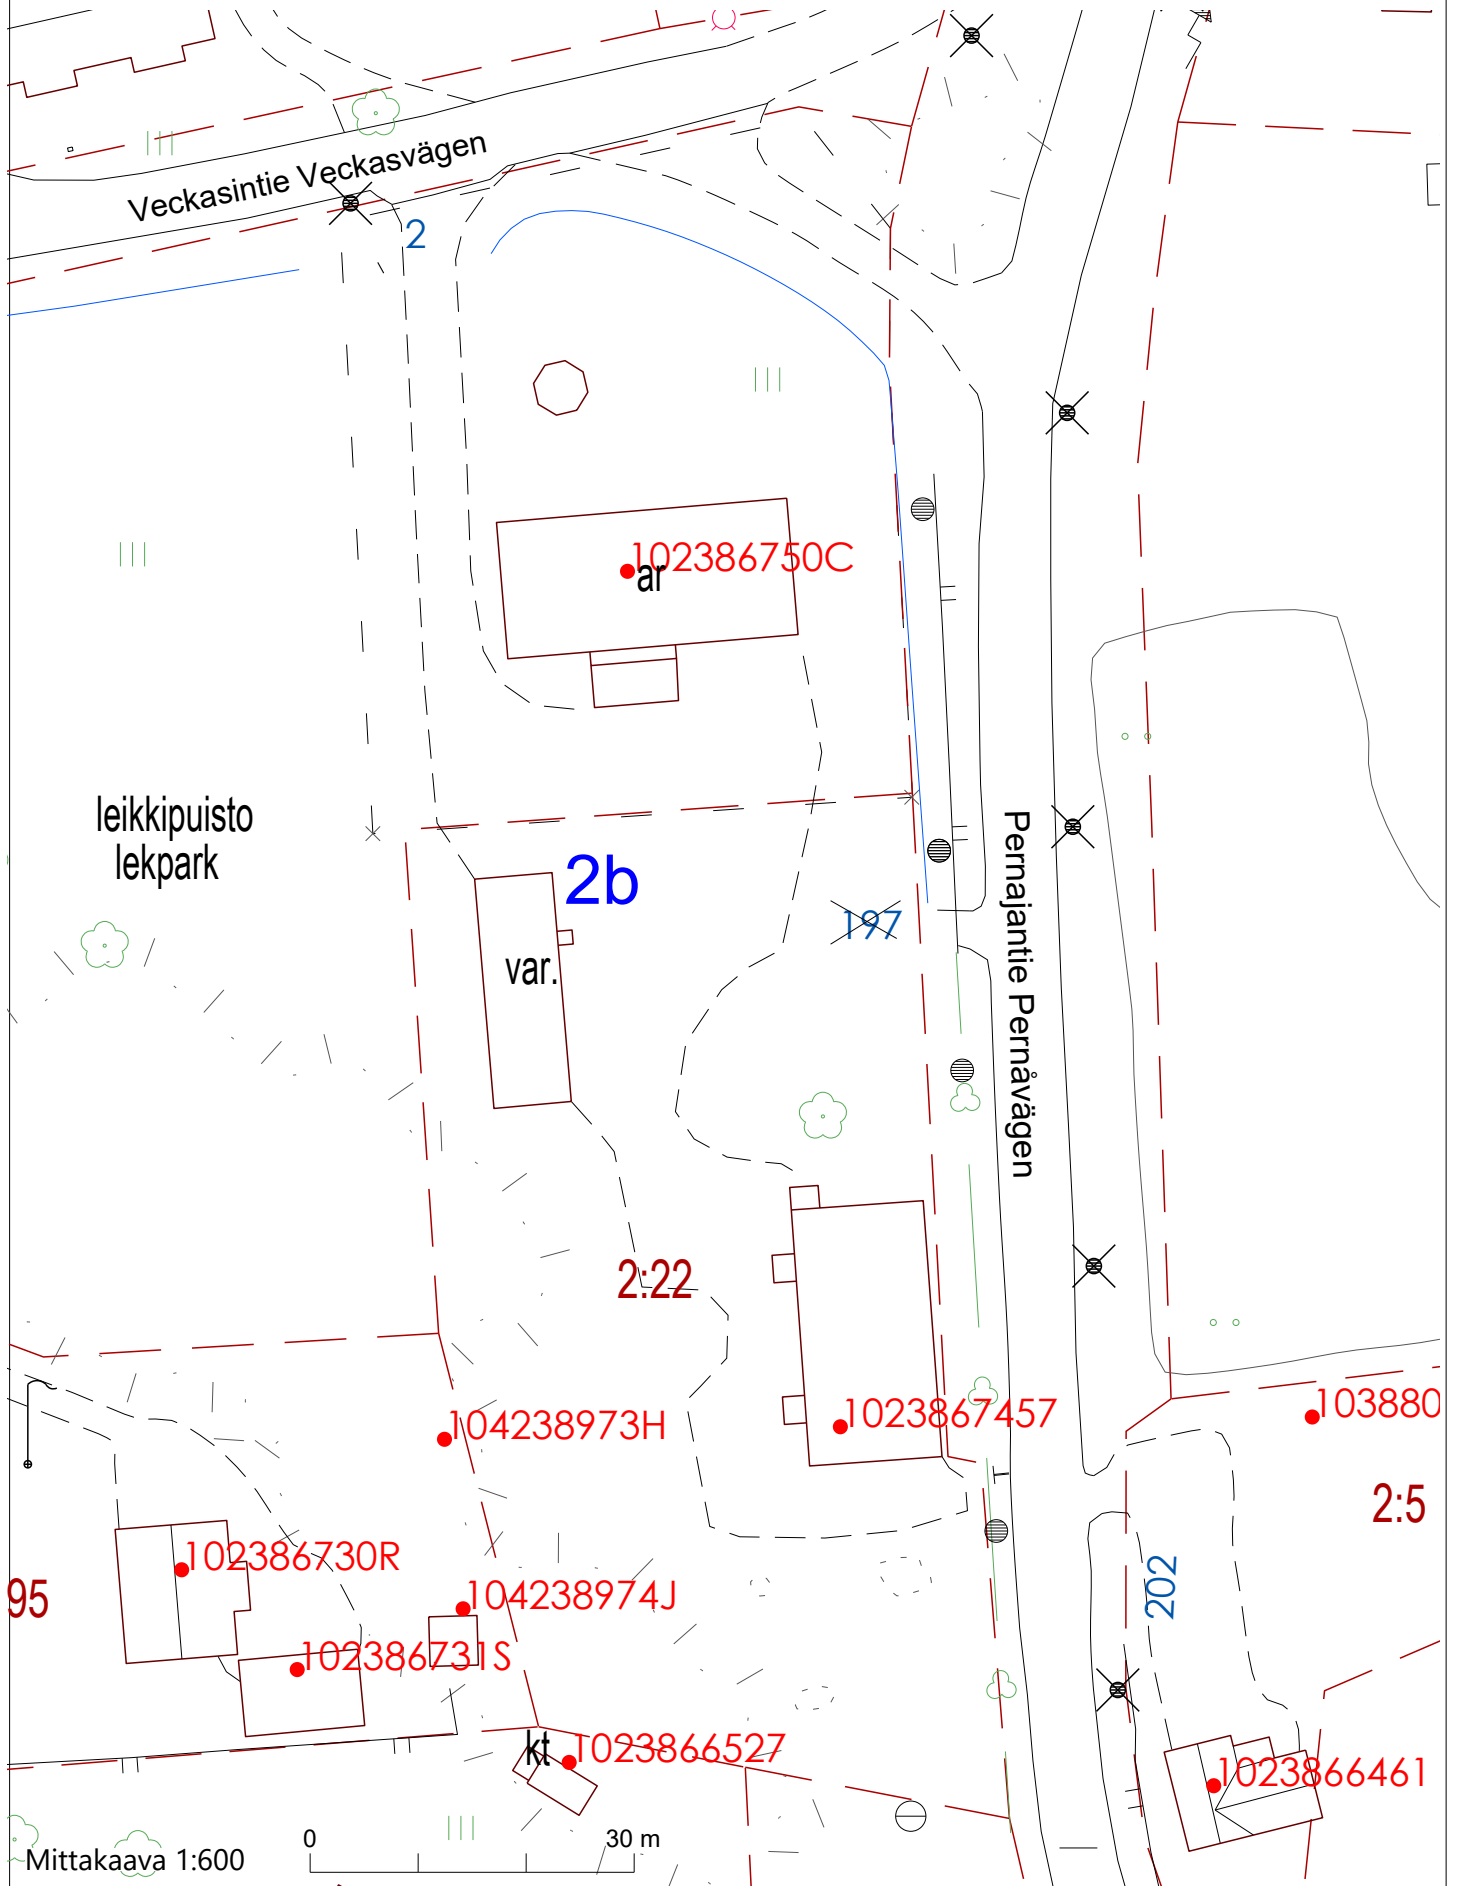 Veckasintie Veckasvägen
2
102386750C
ar
leikkipuisto
lekpark
2b
197
var.
Pernajantie Pernåvägen
2:22
103880
104238973H
1023867457
2:5
102386730R
95
104238974J
202
102386731S
kt
1023866527
1023866461
0
30 m
Mittakaava 1:600